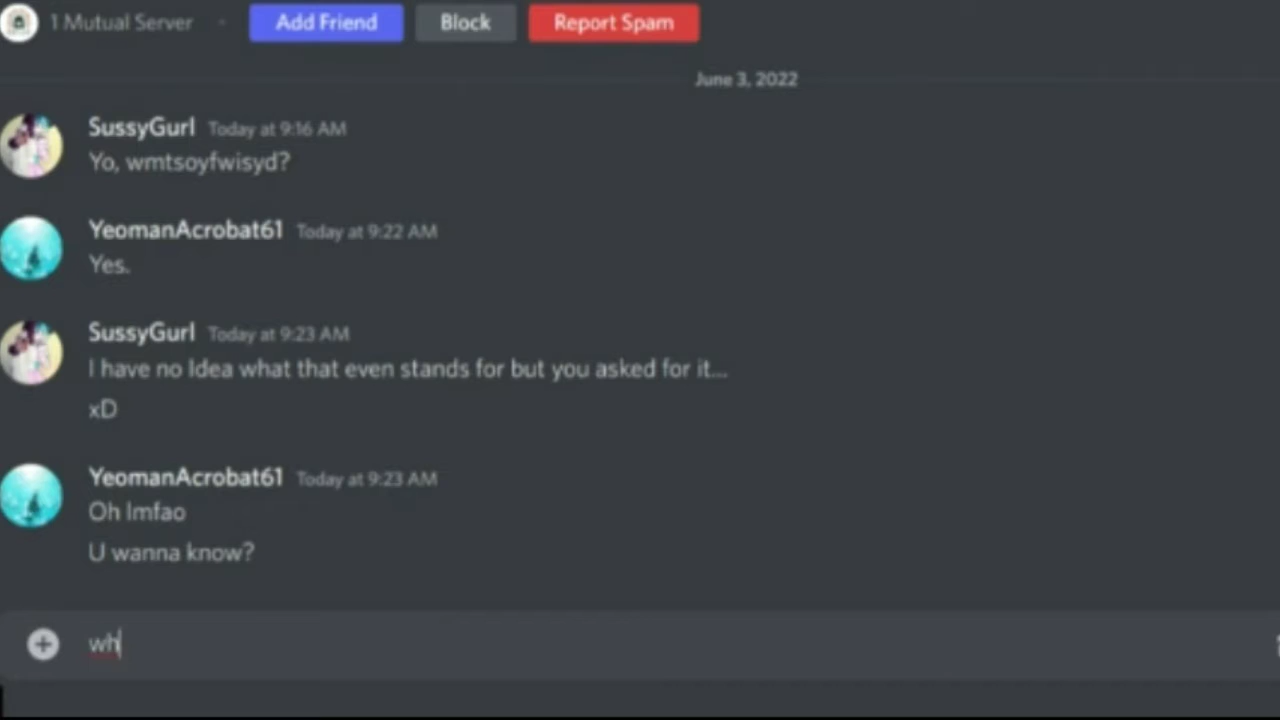 1 Mutual Server • Add Friend Block Report Spam
June 3, 2022
SussyGurl Today at 9:16 AM
Yo, wmtsoyfwisyd?
YeomanAcrobat61 Today at 9:22 AM
Yes.
SussyGurl Today at 9:23 AM
I have no Idea what that even stands for but you asked for it...
xD
YeomanAcrobat61 Today at 9:23 AM
Oh lmfao
U wanna know?
wh